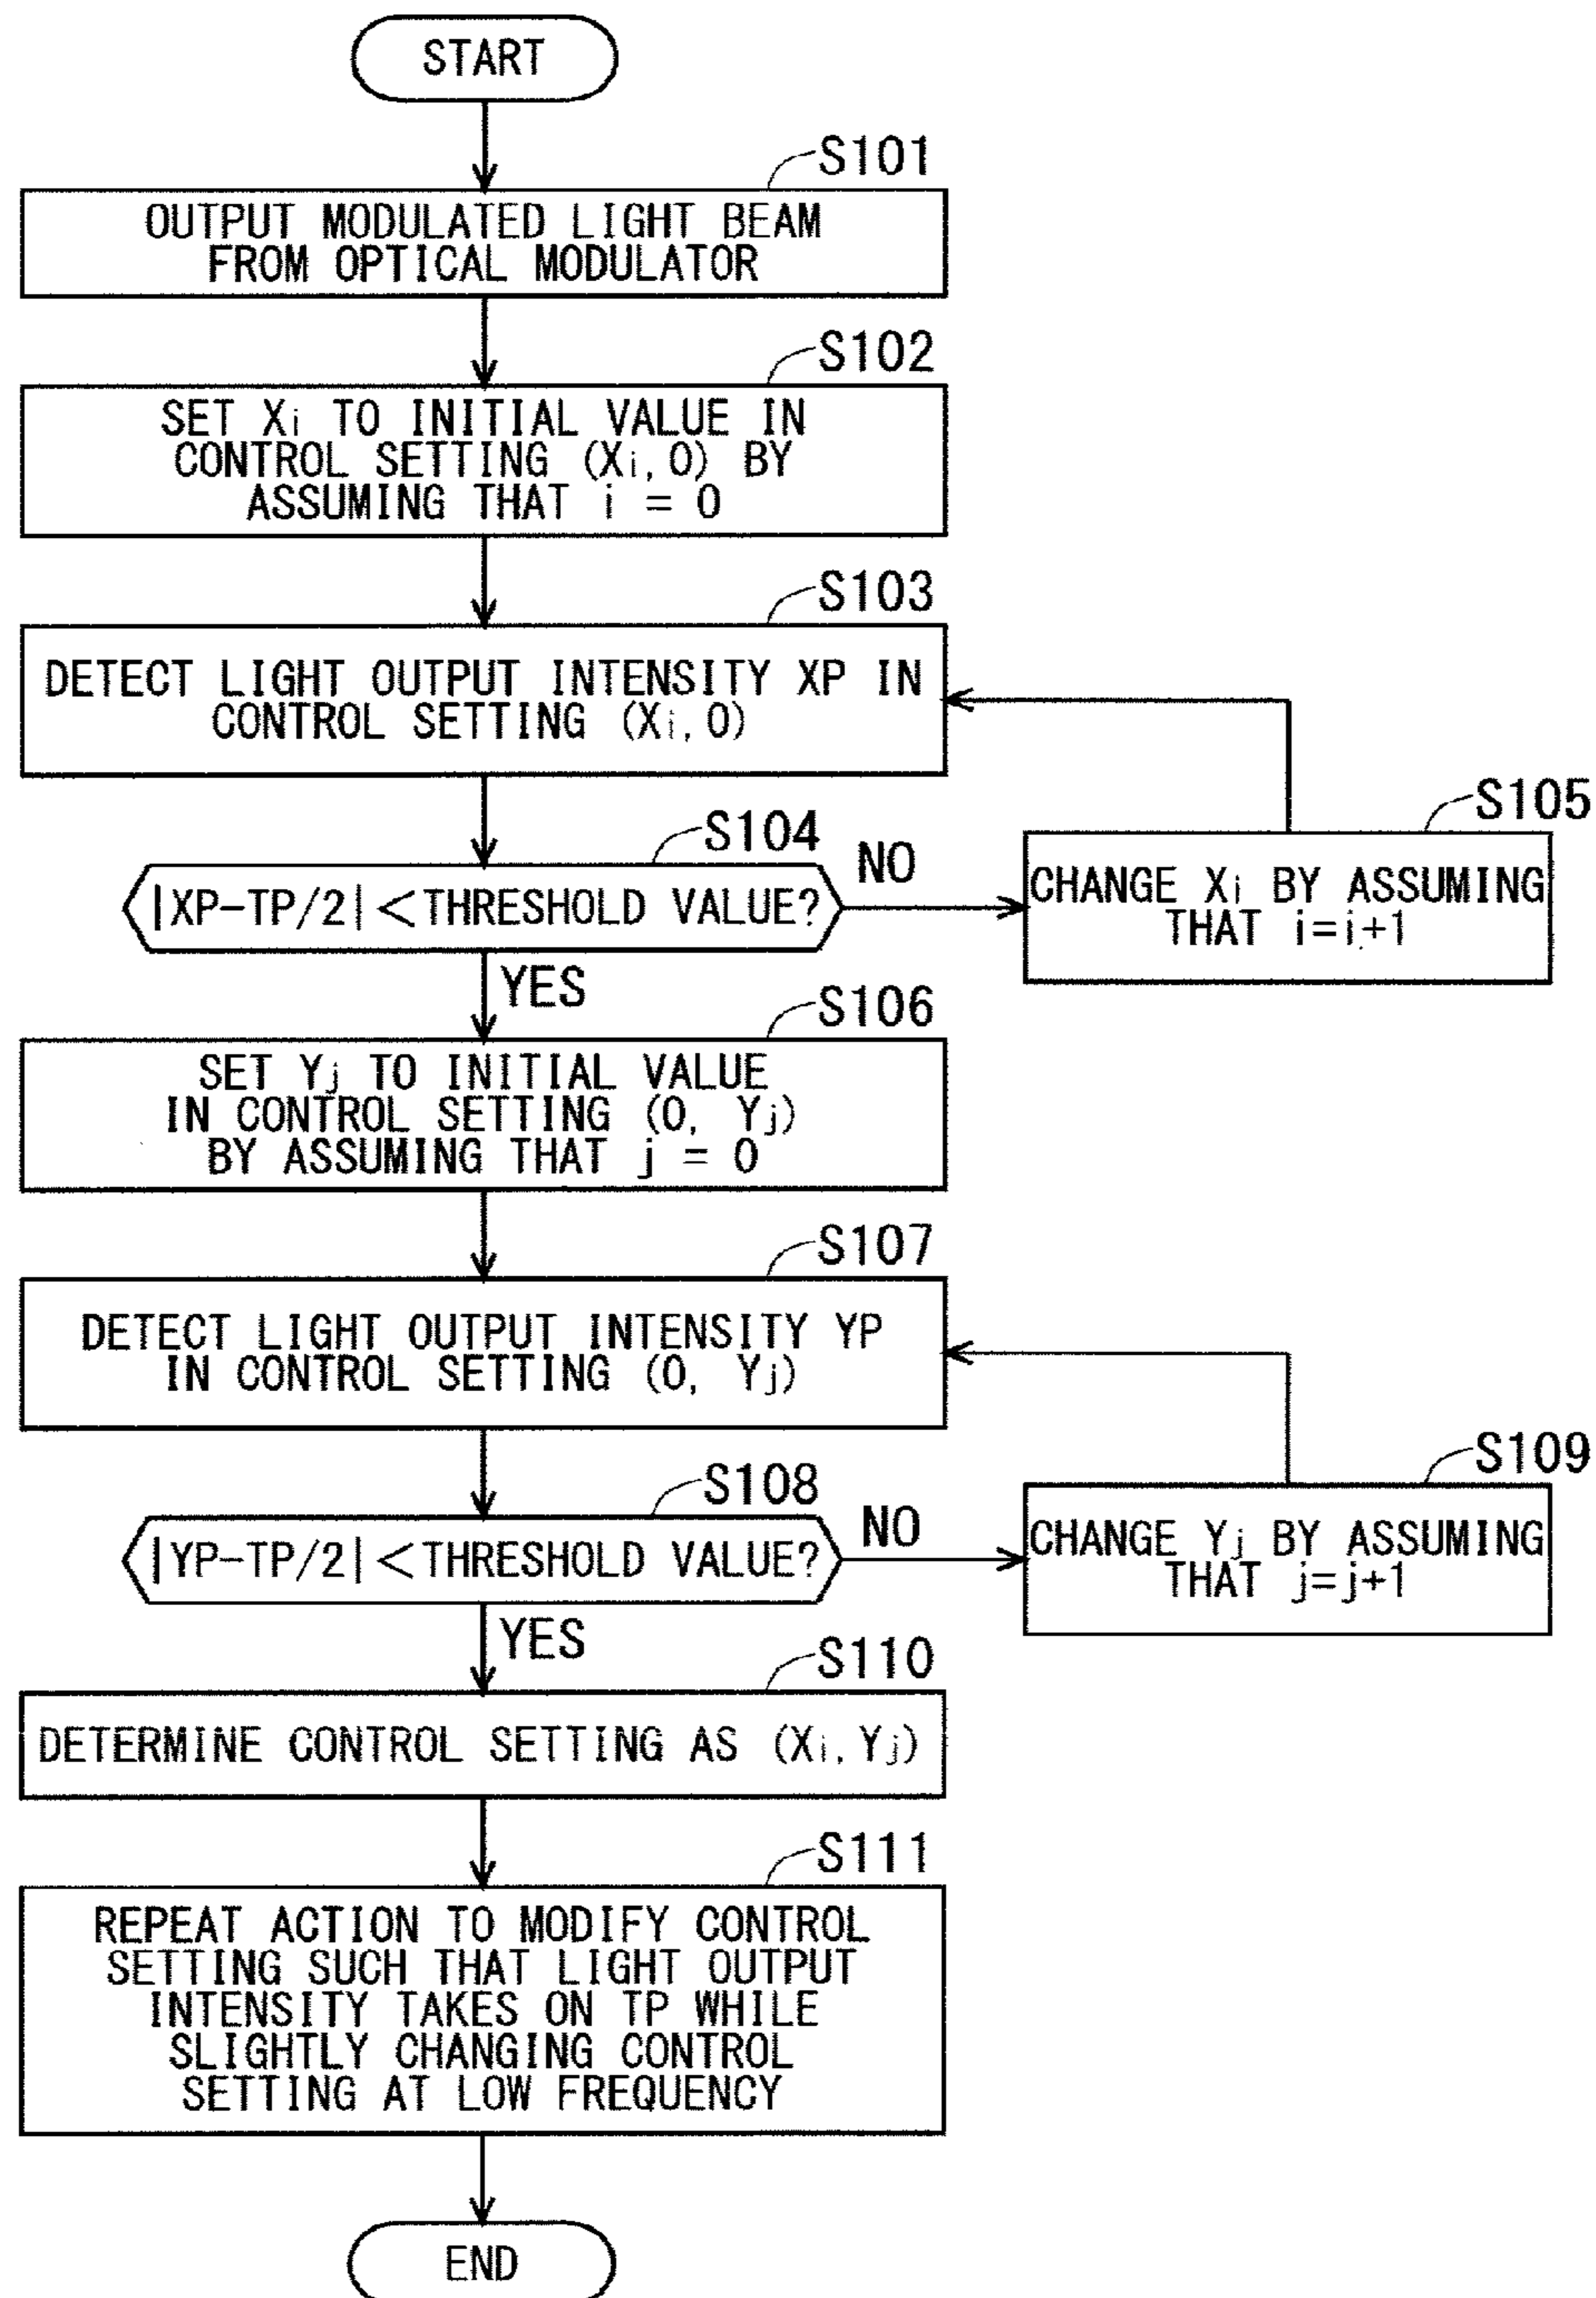 START
S101
OUTPUT MODULATED LIGHT BEAM
FROM OPTICAL MODULATOR
S102
SET Xi TO INITIAL VALUE IN
CONTROL SETTING (Xi, 0) BY
ASSUMING THAT i = 0
S103
DETECT LIGHT OUTPUT INTENSITY XP IN
CONTROL SETTING (Xi, 0)
S104
|XP-TP/2|<THRESHOLD VALUE?
NO
S105
CHANGE Xi BY ASSUMING
THAT i=i+1
YES
S106
SET Yj TO INITIAL VALUE
IN CONTROL SETTING (0, Yj)
BY ASSUMING THAT j = 0
S107
DETECT LIGHT OUTPUT INTENSITY YP
IN CONTROL SETTING (0, Yj)
S108
|YP-TP/2|<THRESHOLD VALUE?
NO
S109
CHANGE Yj BY ASSUMING
THAT j=j+1
YES
S110
DETERMINE CONTROL SETTING AS (Xi, Yj)
S111
REPEAT ACTION TO MODIFY CONTROL
SETTING SUCH THAT LIGHT OUTPUT
INTENSITY TAKES ON TP WHILE
SLIGHTLY CHANGING CONTROL
SETTING AT LOW FREQUENCY
END